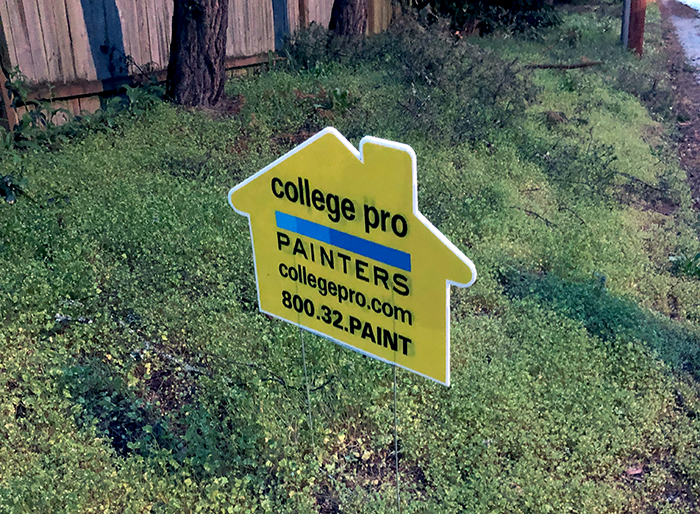 college pro
PAINTERS
collegepro.com
800.32.PAINT